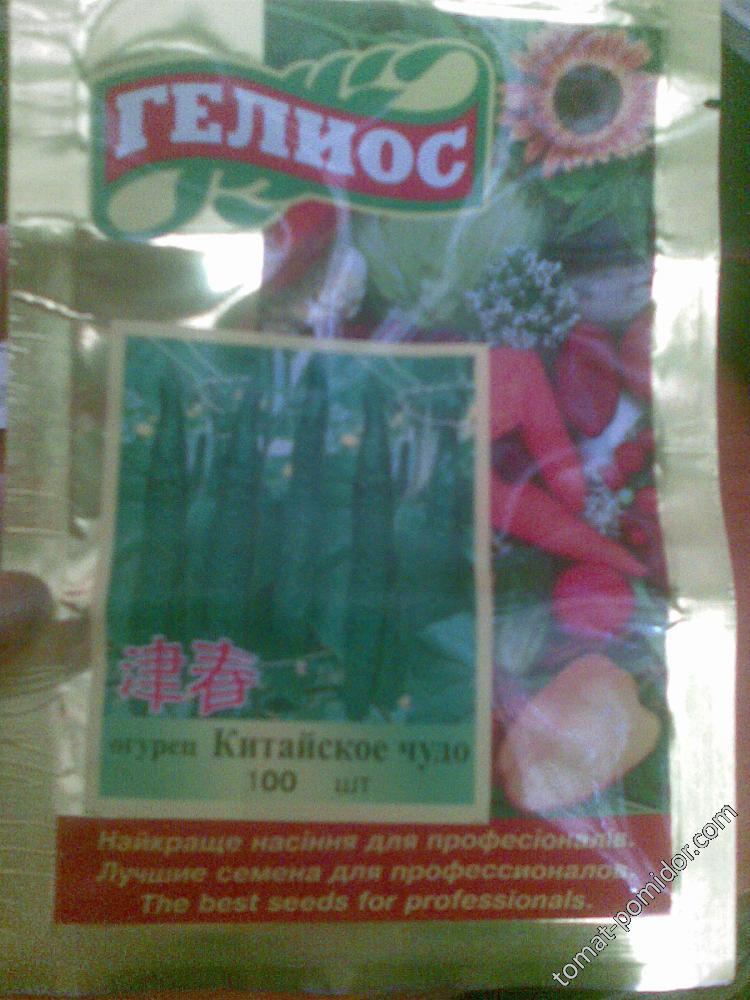 ГЕЛИОС
津春
огурец Китайское чудо
100 шт
Найкраще насіння для професіоналів.
Лучшие семена для профессионалов.
The best seeds for professionals.
tomat-pomidor.com